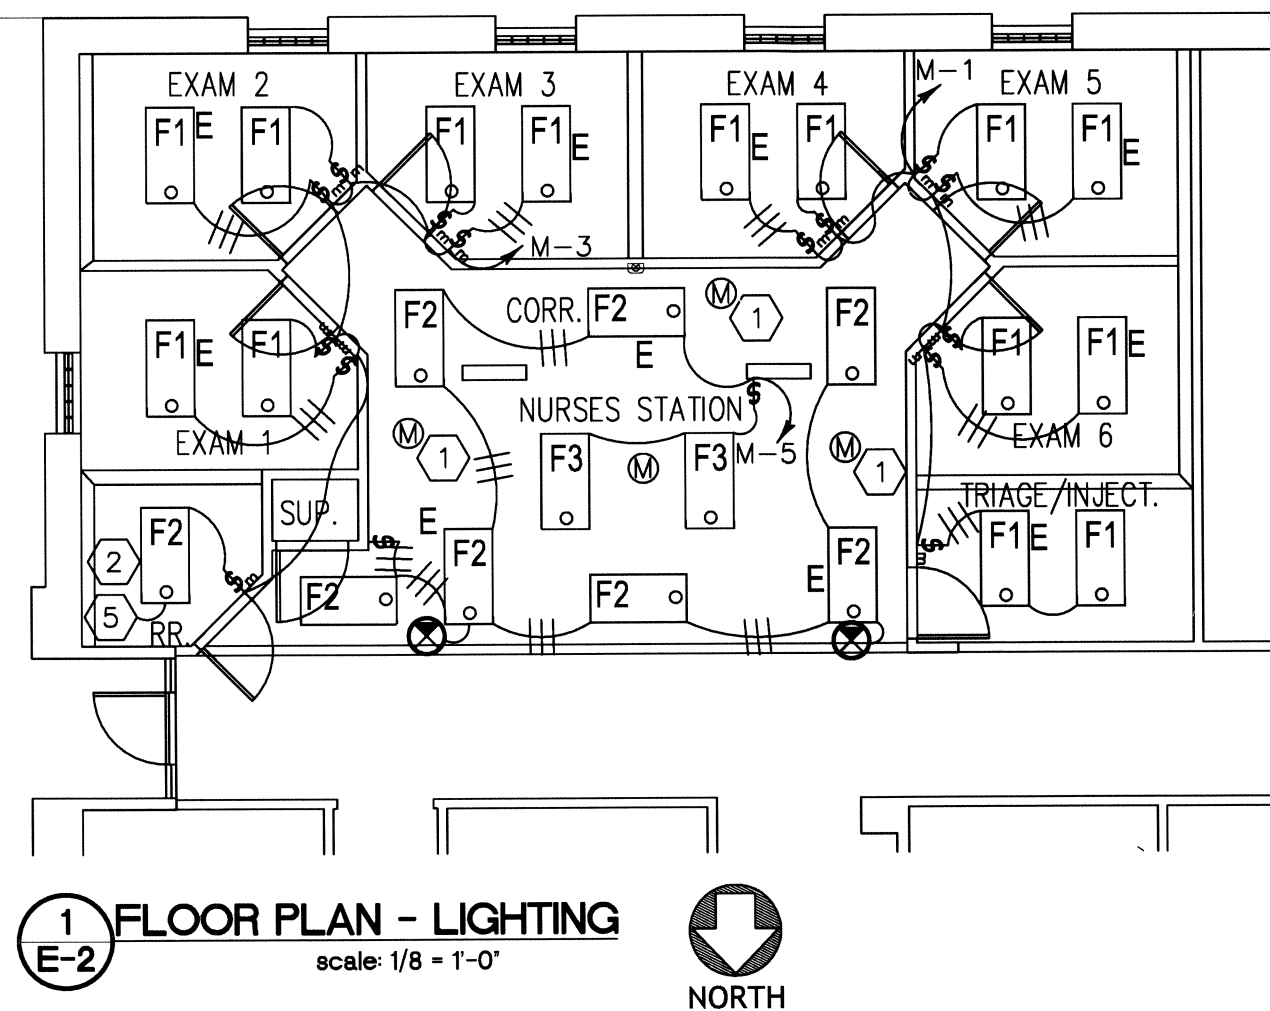 M-1
EXAM 2
EXAM 3
EXAM 4
EXAM 5
F1 E F1
F1 F1 E
F1 E F1
F1 F1 E
$ m $ m
$ m $ m
$ m $ m
$ m $ m
M-3
F2
CORR.
F2
M
1
F2
E
F1 E F1
F1 F1 E
$ $
$
$ $
NURSES STATION
EXAM 1
M
1
F3
M
F3
M-5
M
1
EXAM 6
SUP.
TRIAGE/INJECT.
2
F2
E
F1 E F1
$
F2
F2
$ m
$ m
5
RR.
F2
F2
E
1
E-2
FLOOR PLAN - LIGHTING
scale: 1/8 = 1'-0"
NORTH